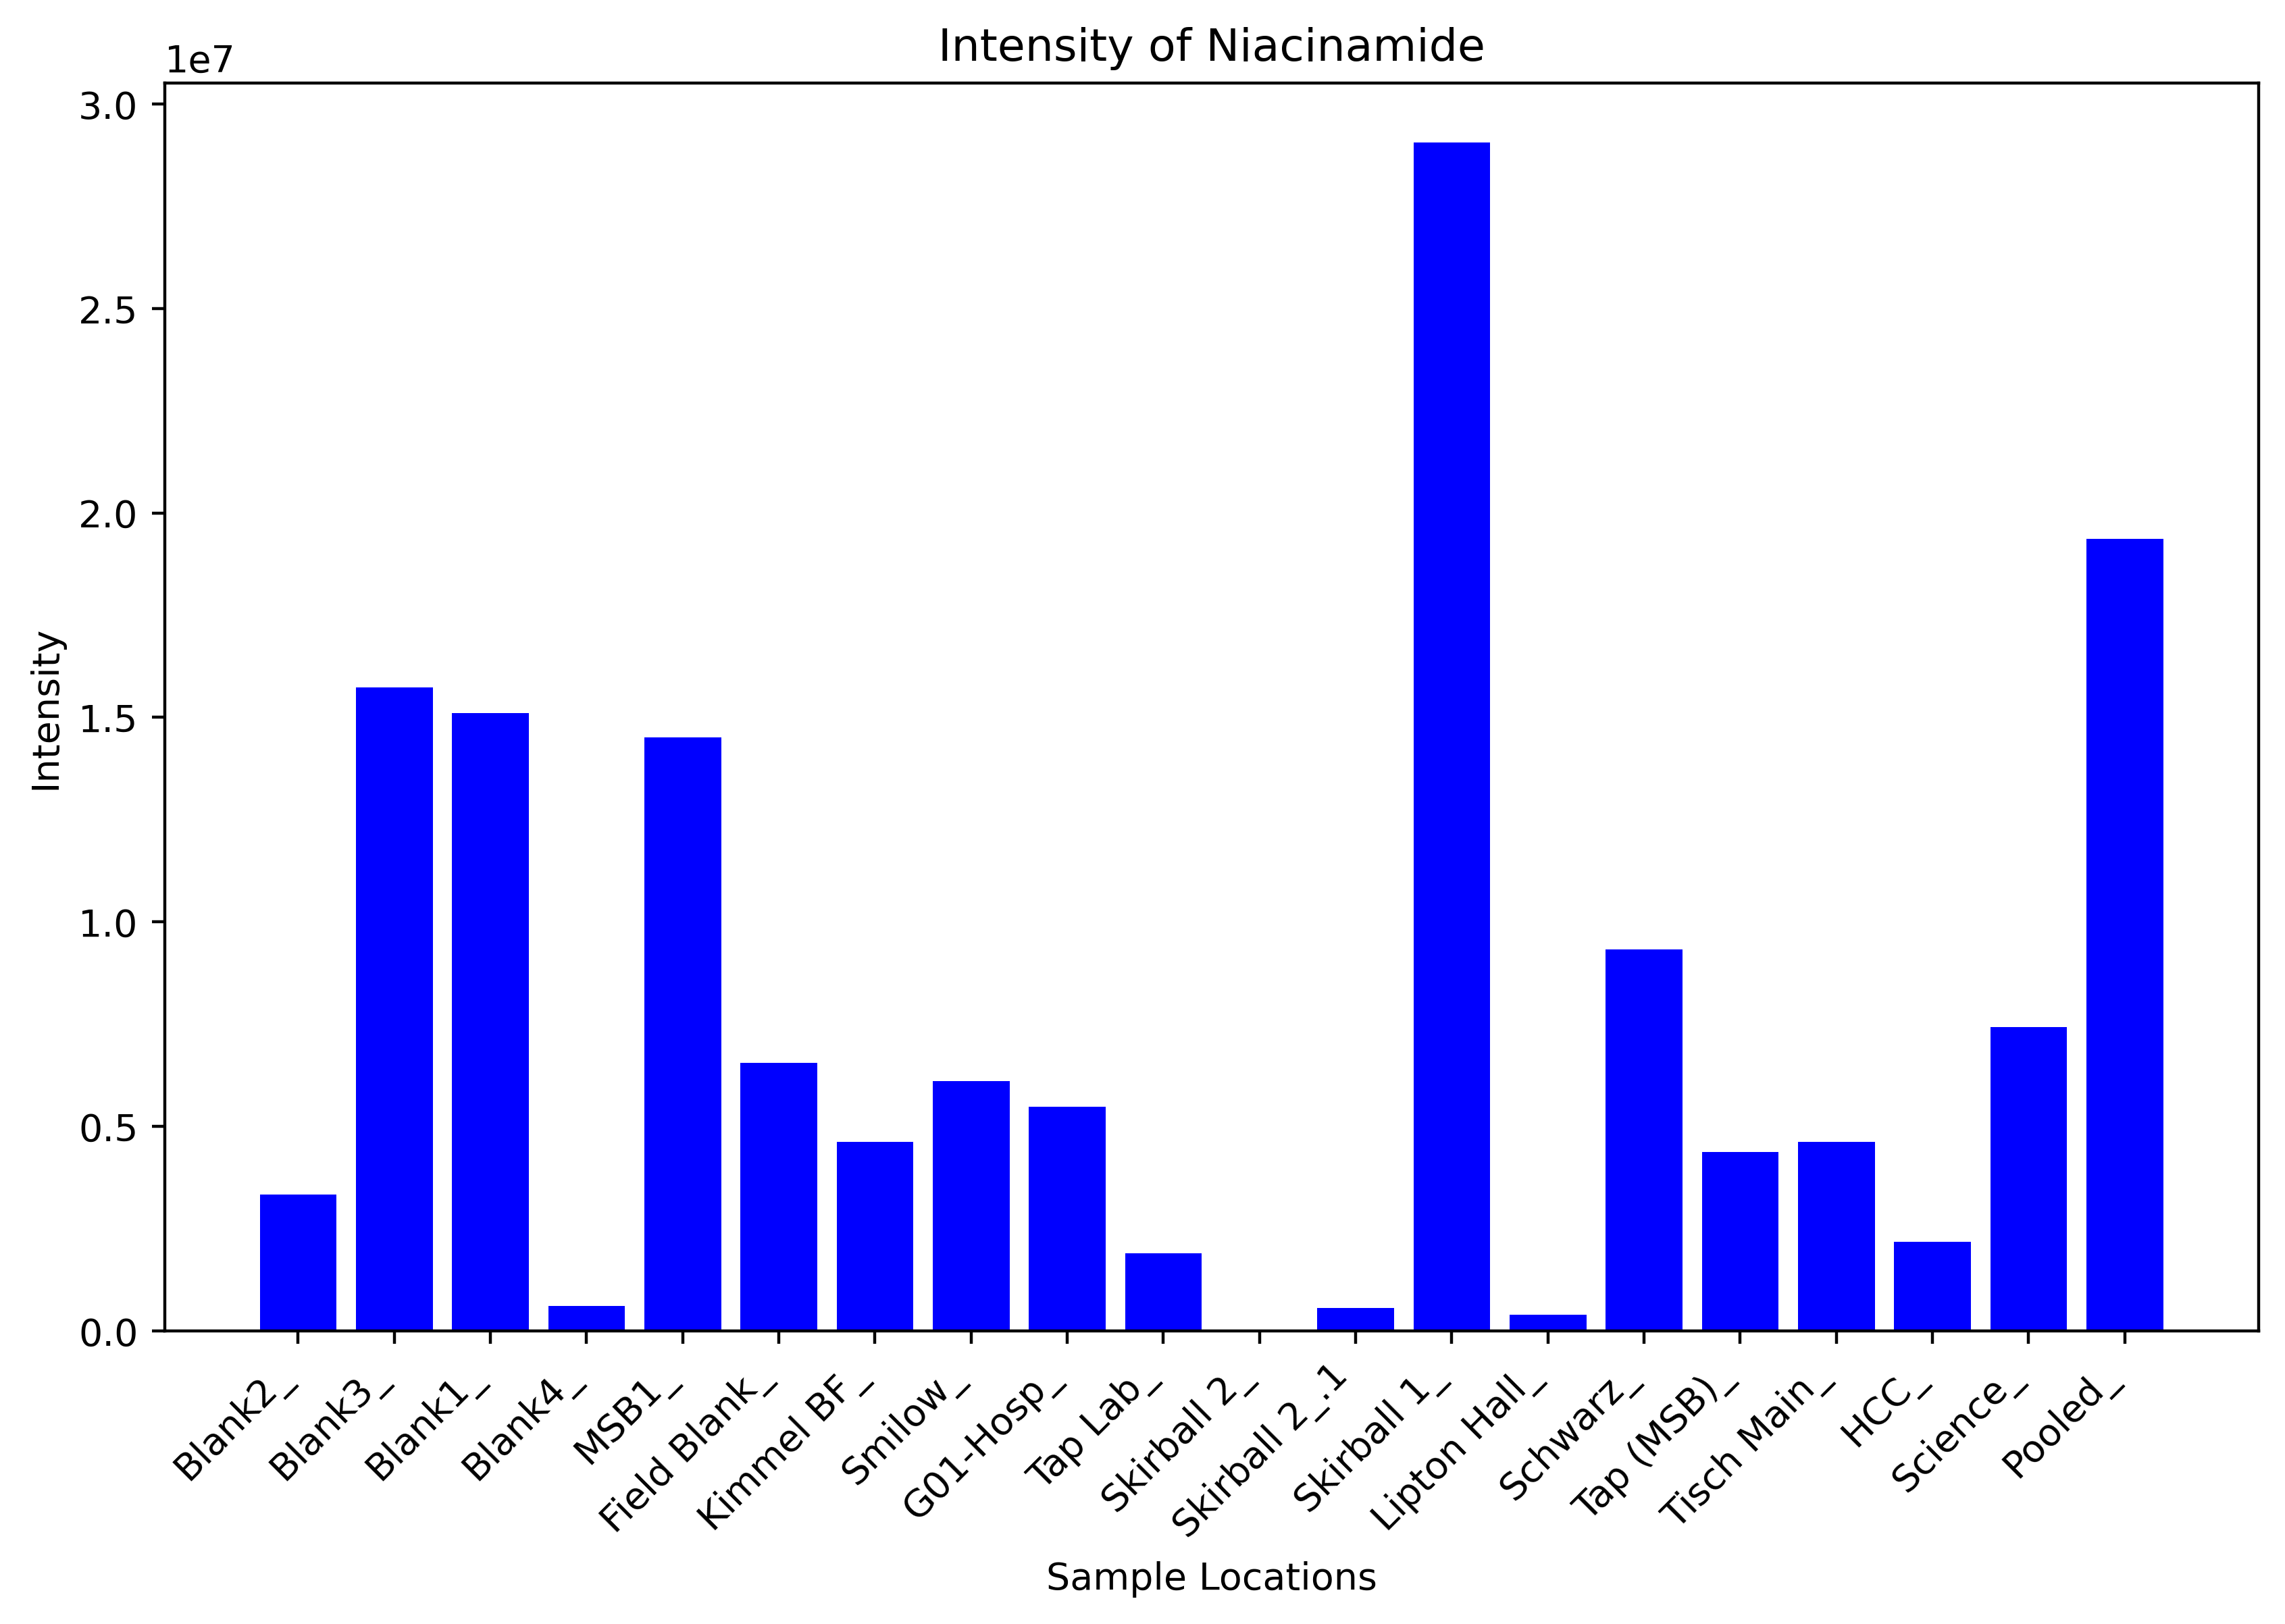 Intensity of Niacinamide
1e7
3.0
2.5
2.0
1.5
1.0
0.5
0.0
Intensity
Blank2_
Blank3_
Blank1_
Blank4_
MSB1_
Field Blank_
Kimmel BF_
Smilow_
G01-Hosp_
Tap Lab_
Skirball 2_
Skirball 2_.1
Skirball 1_
Lipton Hall_
Schwarz_
Tap (MSB)_
Tisch Main_
HCC_
Science_
Pooled_
Sample Locations